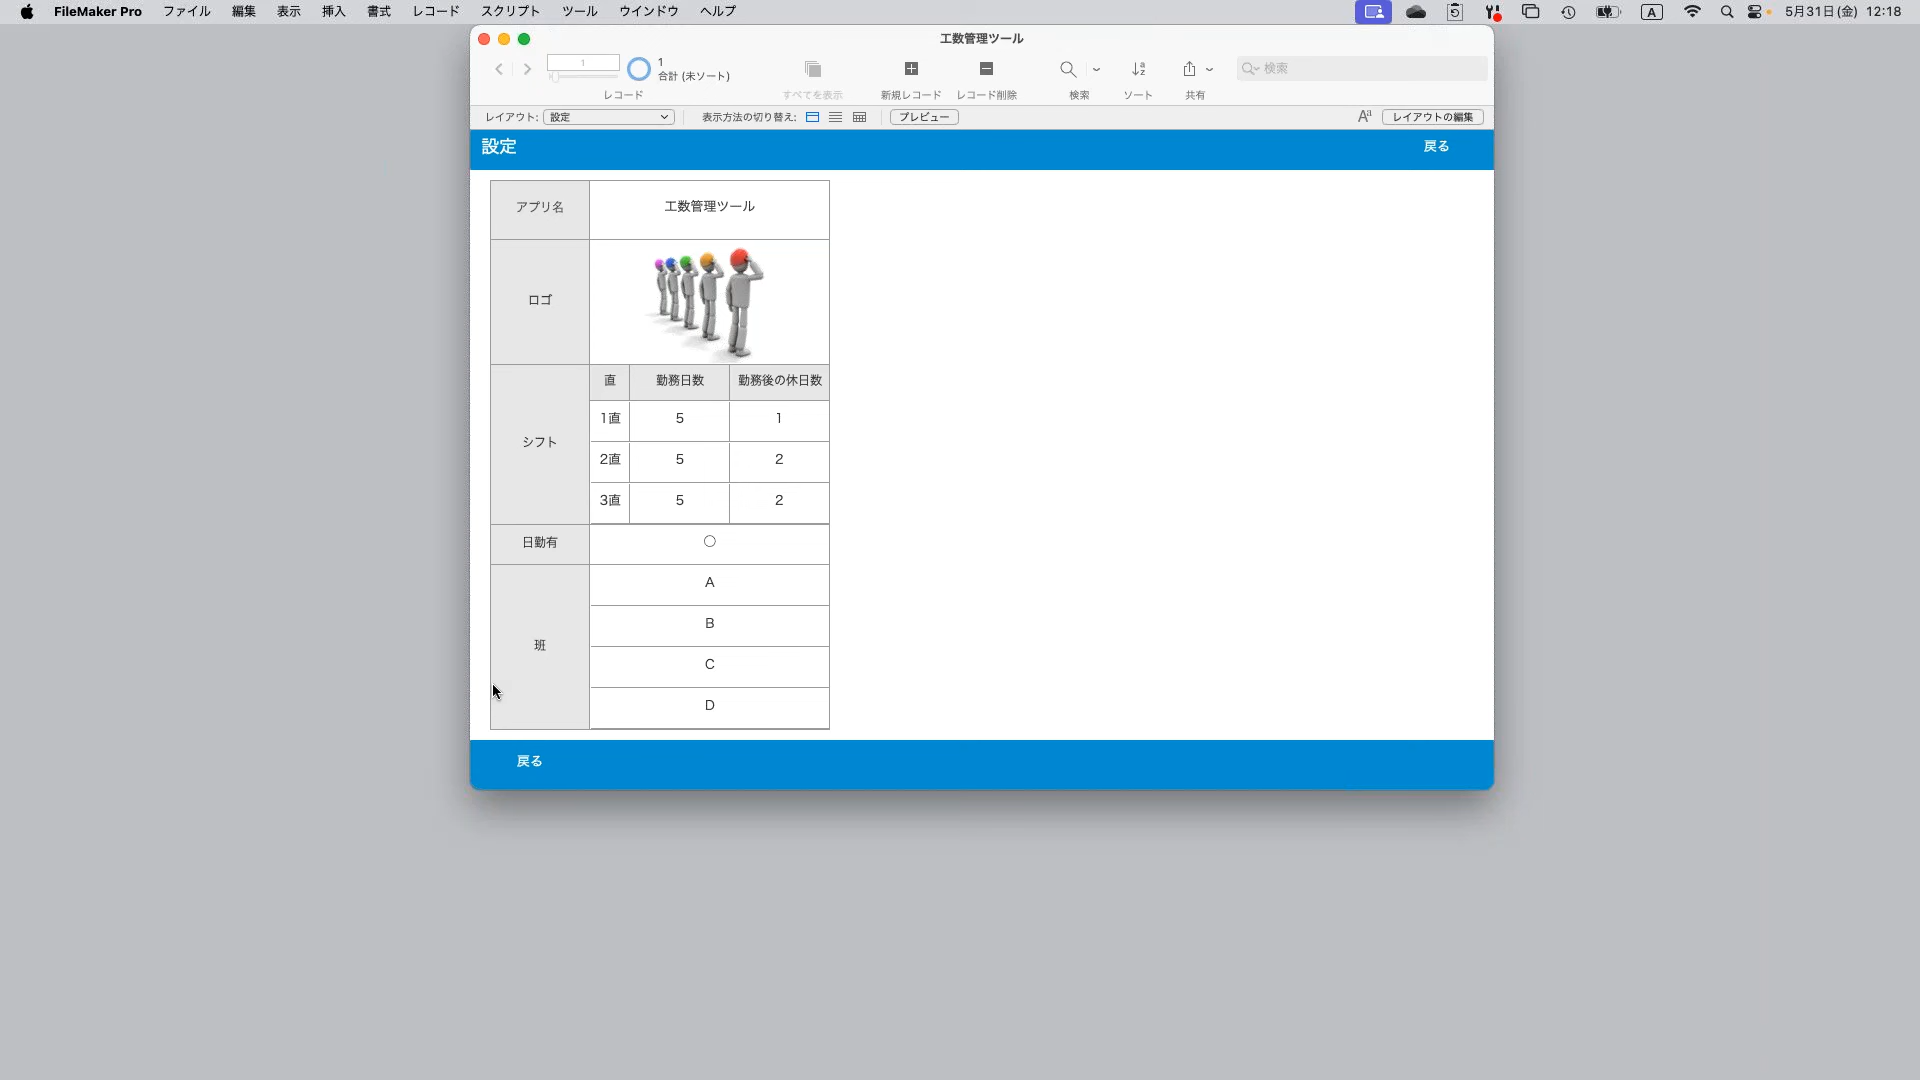 FileMaker Pro ファイル 編集 表示 挿入 書式 レコード スクリプト ツール ウインドウ ヘルプ A 5月31日(金) 12:18
工数管理ツール
1 1
合計 (未ソート)
検索
レコード すべてを表示 新規レコード レコード削除 検索 ソート 共有
レイアウト: 設定 表示方法の切り替え: プレビュー Aa レイアウトの編集
設定 戻る
アプリ名 工数管理ツール
ロゴ
シフト
直 勤務日数 勤務後の休日数
1直 5 1
2直 5 2
3直 5 2
日勤有 ○
班
A
B
C
D
戻る